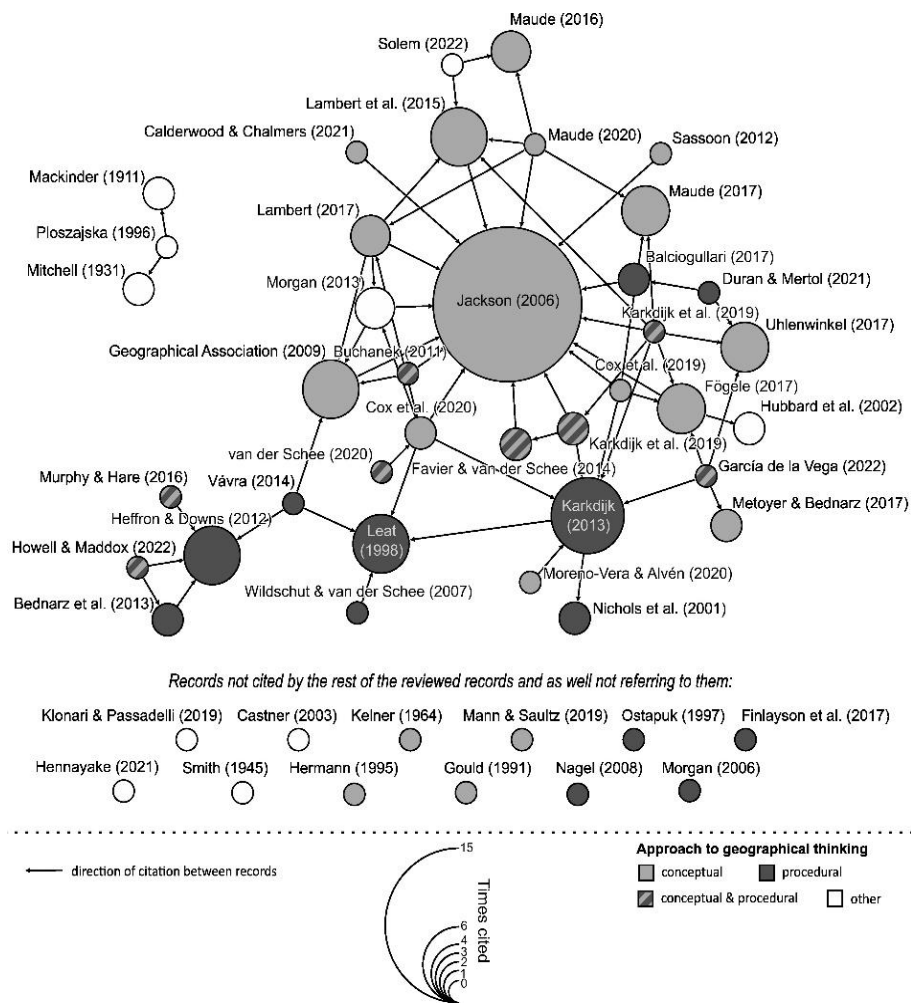 Maude (2016)
Solem (2022)
Lambert et al. (2015)
Calderwood & Chalmers (2021)
Maude (2020)
Sassoon (2012)
Mackinder (1911)
Maude (2017)
Lambert (2017)
Ploszajska (1996)
Balciogullari (2017)
Mitchell (1931)
Morgan (2013)
Duran & Mertol (2021)
Jackson (2006)
Karkdijk et al. (2019)
Uhlenwinkel (2017)
Geographical Association (2009)
Buchanek (2011)
Cox et al. (2019)
Fögele (2017)
Cox et al. (2020)
Hubbard et al. (2002)
Karkdijk et al. (2019)
van der Schee (2020)
Favier & van der Schee (2014)
García de la Vega (2022)
Murphy & Hare (2016)
Vávra (2014)
Metoyer & Bednarz (2017)
Heffron & Downs (2012)
Karkdijk
(2013)
Leat
(1998)
Howell & Maddox (2022)
Moreno-Vera & Alvén (2020)
Wildschut & van der Schee (2007)
Bednarz et al. (2013)
Nichols et al. (2001)
Records not cited by the rest of the reviewed records and as well not referring to them:
Klonari & Passadelli (2019) Castner (2003) Kelner (1964) Mann & Saultz (2019) Ostapuk (1997) Finlayson et al. (2017)
Hennayake (2021) Smith (1945) Hermann (1995) Gould (1991) Nagel (2008) Morgan (2006)
direction of citation between records
15
6
4
3
2
1
0
Times cited
Approach to geographical thinking
conceptual procedural
conceptual & procedural other